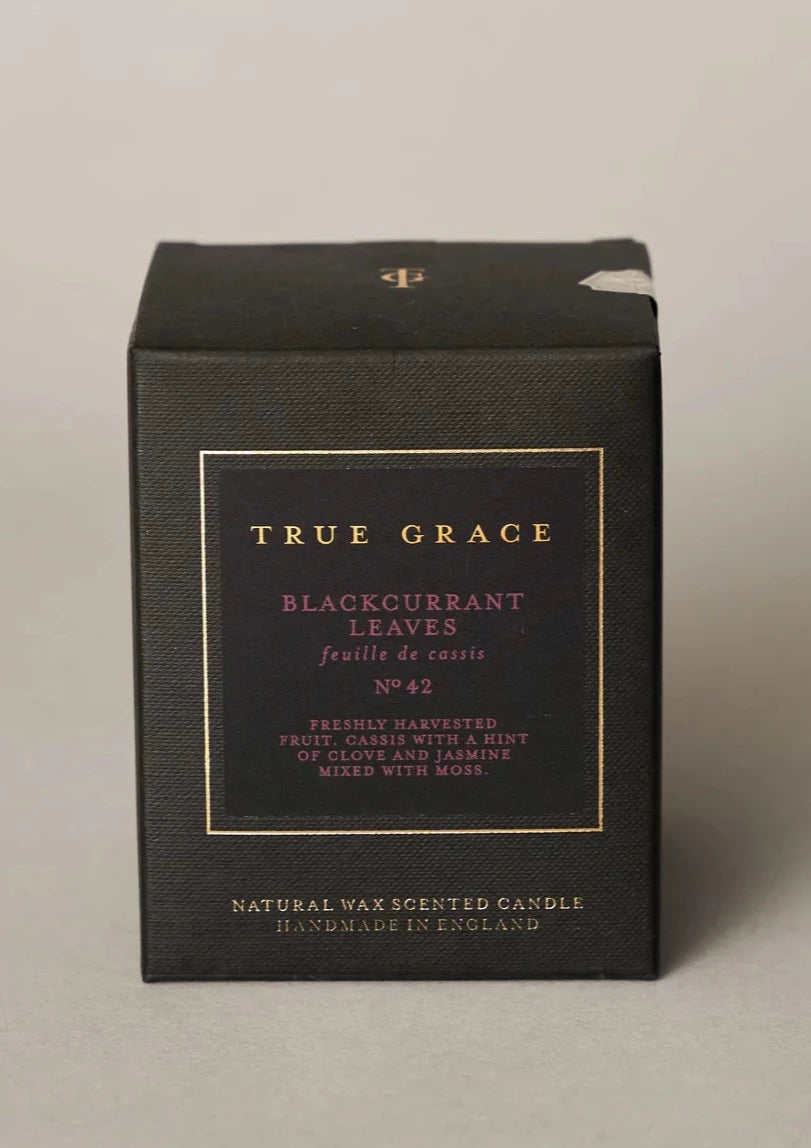 TG
TRUE GRACE
BLACKCURRANT
LEAVES
feuille de cassis
Nº 42
FRESHLY HARVESTED
FRUIT. CASSIS WITH A HINT
OF CLOVE AND JASMINE
MIXED WITH MOSS.
NATURAL WAX SCENTED CANDLE
HANDMADE IN ENGLAND